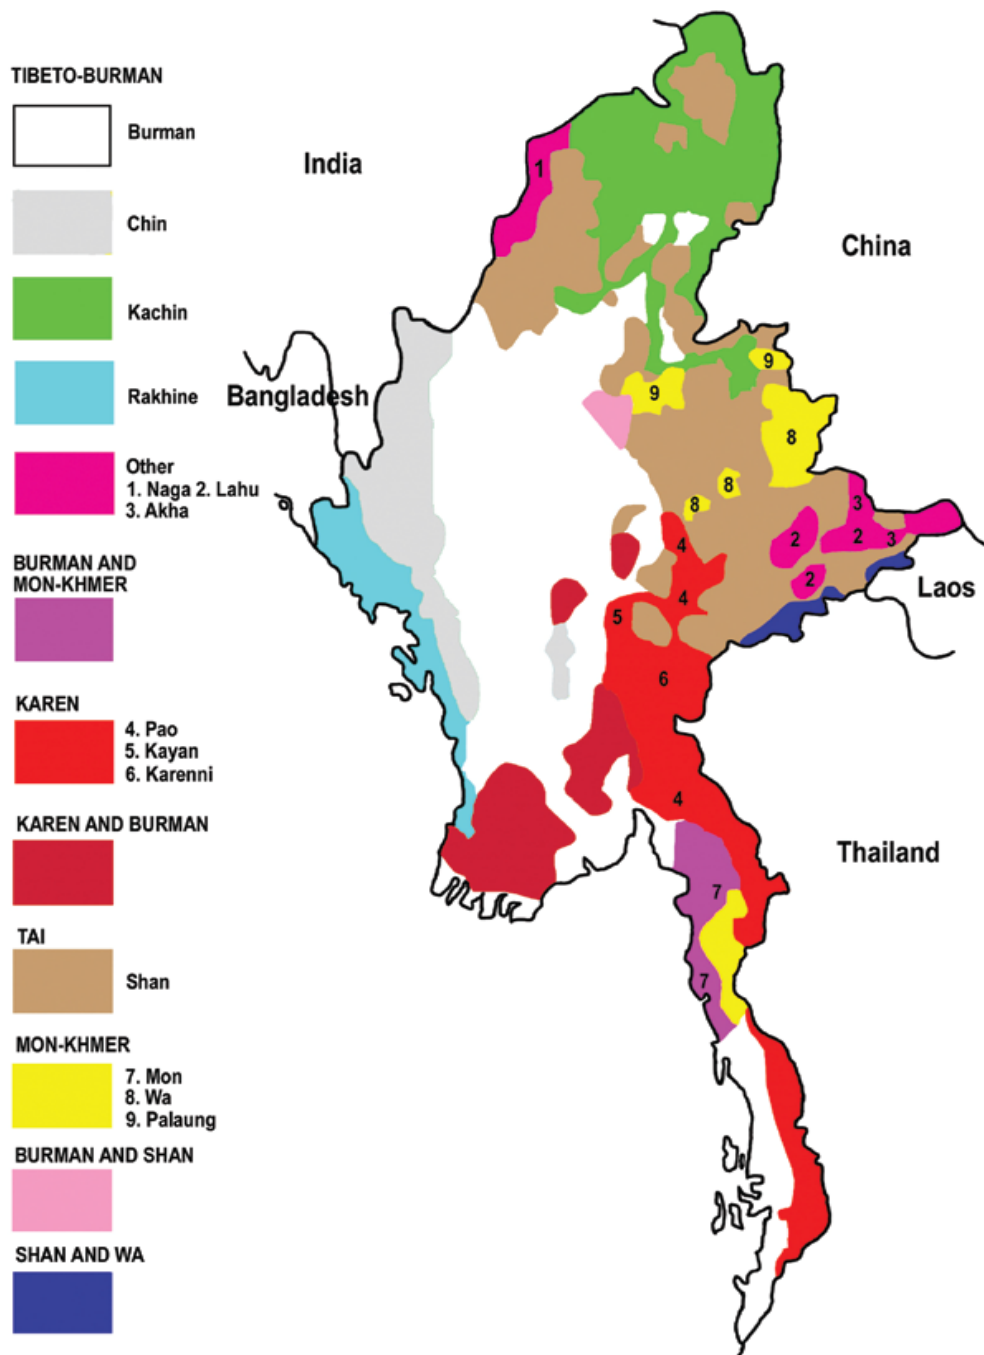 TIBETO-BURMAN
Burman
Chin
Kachin
Rakhine
Other
1. Naga 2. Lahu
3. Akha
BURMAN AND
MON-KHMER
KAREN
4. Pao
5. Kayan
6. Karenni
KAREN AND BURMAN
TAI
Shan
MON-KHMER
7. Mon
8. Wa
9. Palaung
BURMAN AND SHAN
SHAN AND WA
India
China
Bangladesh
Laos
Thailand
1
9
9
8
8
8
3
2
2
3
2
4
4
5
6
4
7
7